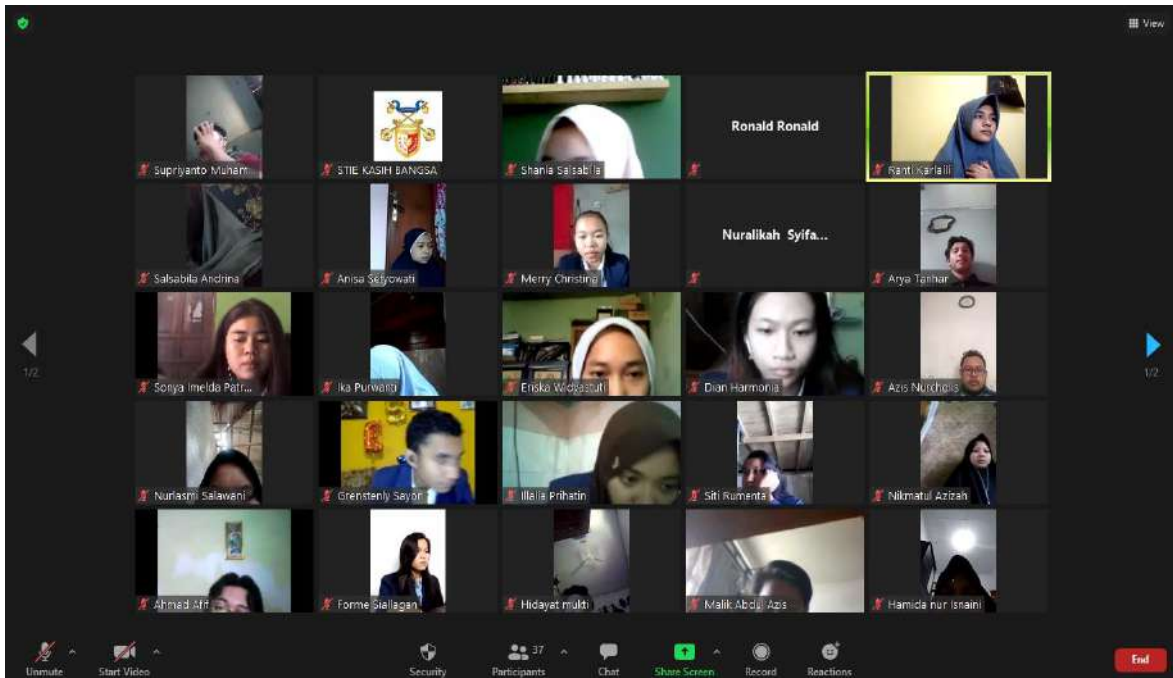 View
Supriyanto Muham
STIE KASIH BANGSA
Shania Salsabila
Ronald Ronald
Ranti Karlaili
Salsabila Andrina
Anisa Setyowati
Merry Christina
Nuralikah Syifa...
Arya Tanhar
Sonya Imelda Patr...
Ika Purwanti
Eriska Widyastuti
Dian Harmonia
Azis Nurcholis
1/2
1/2
Nurlasmi Salawani
Grenstenly Sayor
Illalia Prihatin
Siti Rumenta
Nikmatul Azizah
Ahmad Afif
Forme Siallagan
Hidayat mukti
Malik Abdul Azis
Hamida nur Isnaini
Unmute
Start Video
Security
37
Participants
Chat
Share Screen
Record
Reactions
End